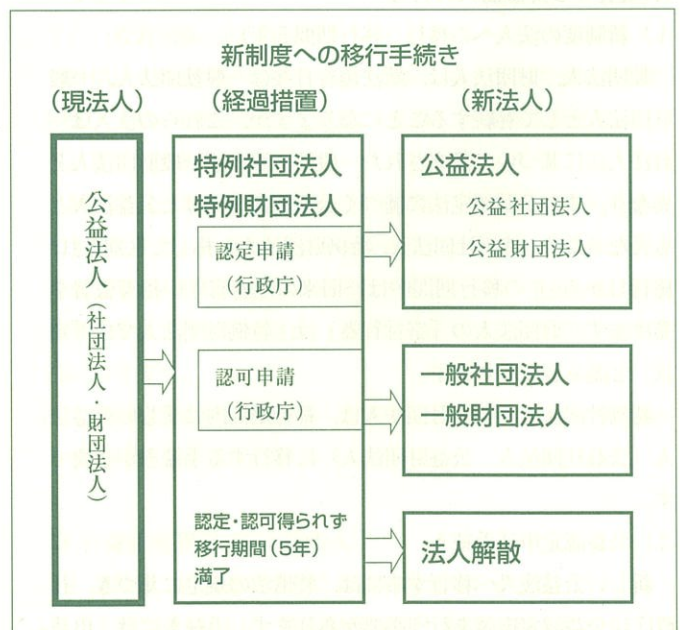 新制度への移行手続き
（現法人）
（経過措置）
（新法人）
公益法人（社団法人・財団法人）
特例社団法人
特例財団法人
認定申請
（行政庁）
認可申請
（行政庁）
認定・認可得られず
移行期間（5年）
満了
公益法人
公益社団法人
公益財団法人
一般社団法人
一般財団法人
法人解散